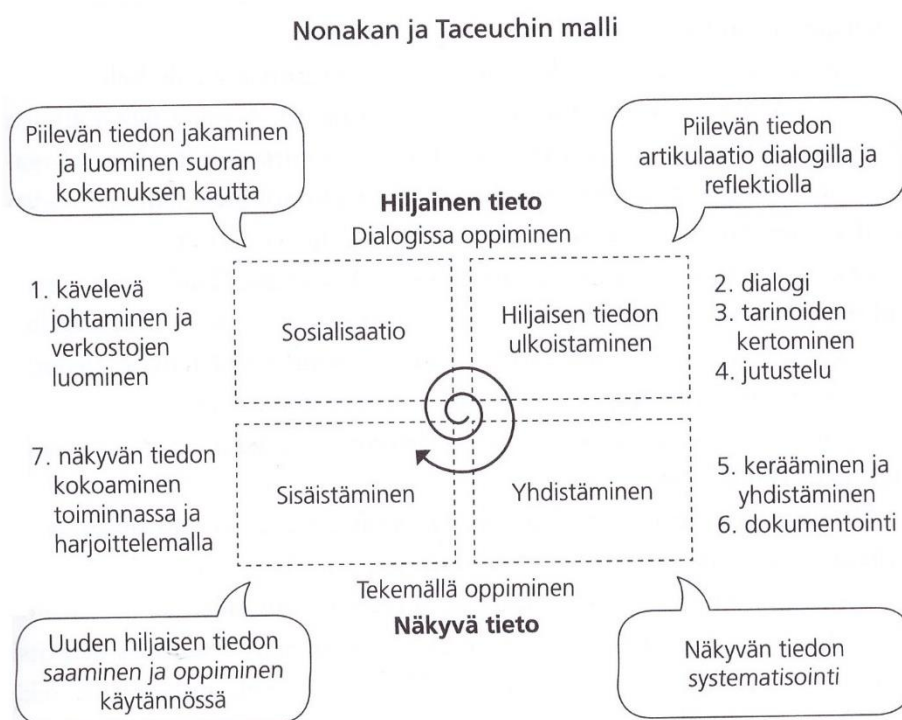 Nonakan ja Taceuchin malli
Piilevän tiedon jakaminen
ja luominen suoran
kokemuksen kautta
Piilevän tiedon
artikulaatio dialogilla ja
reflektiolla
Hiljainen tieto
Dialogissa oppiminen
1. kävelevä
johtaminen ja
verkostojen
luominen
Sosialisaatio
Hiljaisen tiedon
ulkoistaminen
2. dialogi
3. tarinoiden
kertominen
4. jutustelu
7. näkyvän tiedon
kokoaminen
toiminnassa ja
harjoittelemalla
Sisäistäminen
Yhdistäminen
5. kerääminen ja
yhdistäminen
6. dokumentointi
Tekemällä oppiminen
Näkyvä tieto
Uuden hiljaisen tiedon
saaminen ja oppiminen
käytännössä
Näkyvän tiedon
systematisointi